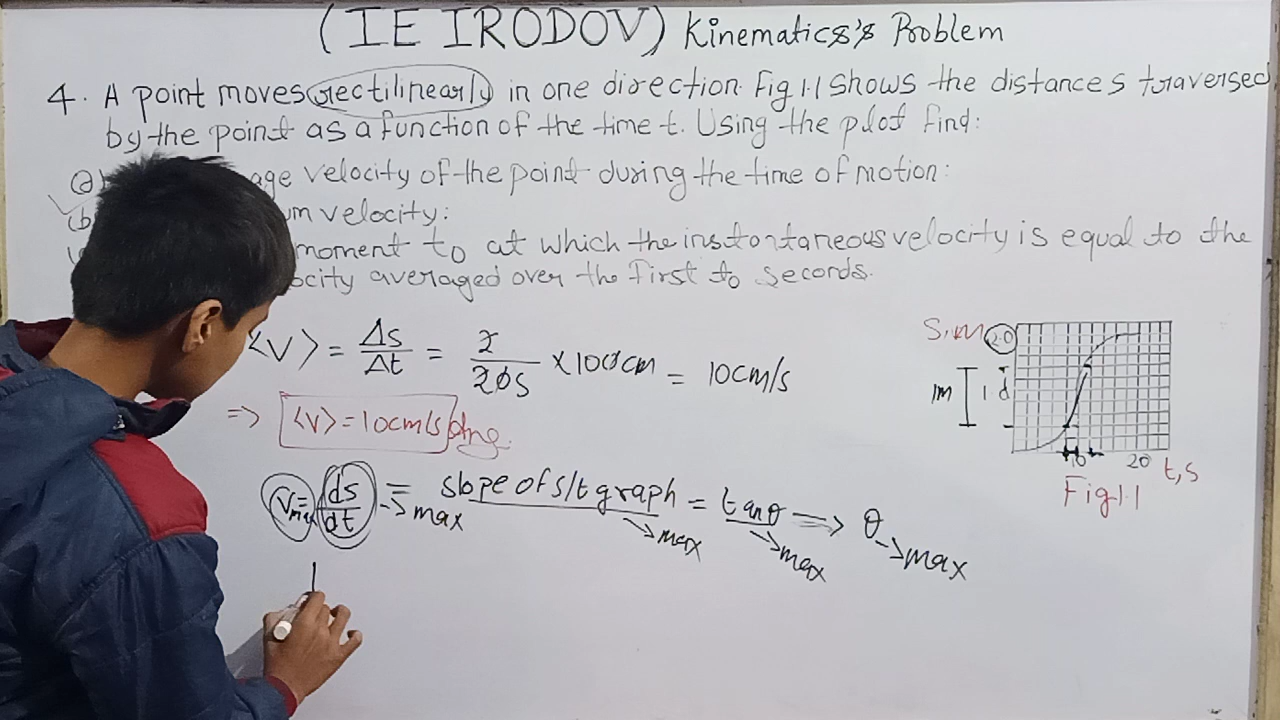 (IE IRODOV) Kinematics's Problem
4. A point moves rectilinearly in one direction. Fig 1.1 shows the distance s traversed
by the point as a function of the time t. Using the plot find:
(a) age velocity of the point during the time of motion:
(b) um velocity:
moment to at which the instantaneous velocity is equal to the
ocity averaged over the first to seconds.
<V> = Δs/Δt = 2/20s × 100cm = 10cm/s
=> <V> = 10cm/s
ds/dt → max = slope of s/t graph → max = tanθ → max => θ → max
S,m 2.0
1m 1
10 20 t,s
Fig 1.1